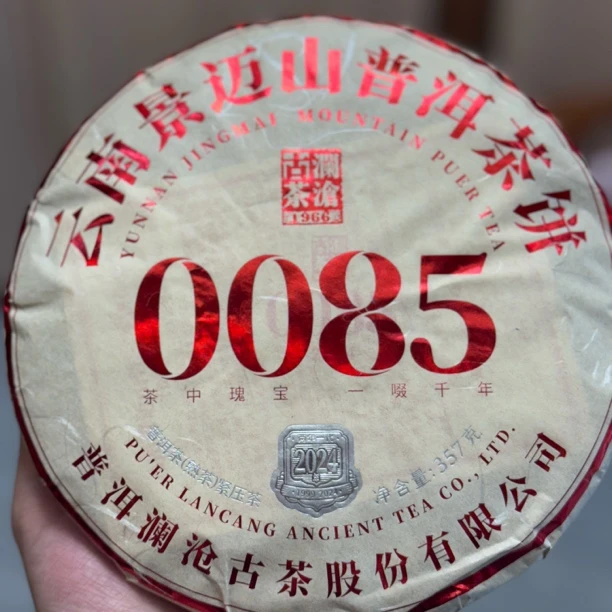 云南景迈山普洱茶饼
YUNNAN JINGMAI MOUNTAIN PUER TEA
古澜
茶沧
1966
0085
茶中瑰宝 一啜千年
普洱茶(熟茶)紧压茶
2024
净含量:357克
PU'ER LANCANG ANCIENT TEA CO., LTD.
普洱澜沧古茶股份有限公司